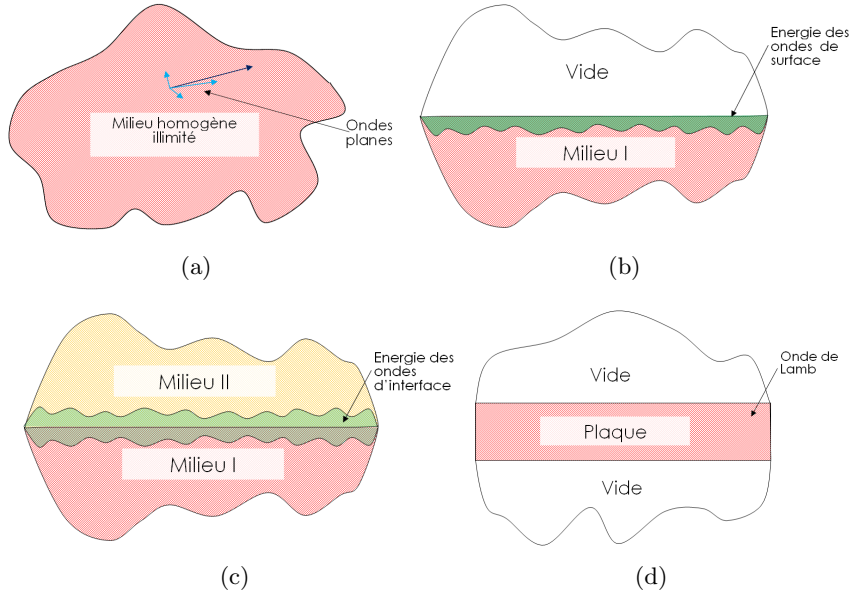 Milieu homogène
illimité
Ondes
planes
(a)
Energie des
ondes de
surface
Vide
Milieu I
(b)
Milieu II
Energie des
ondes
d'interface
Milieu I
(c)
Onde de
Lamb
Vide
Plaque
Vide
(d)